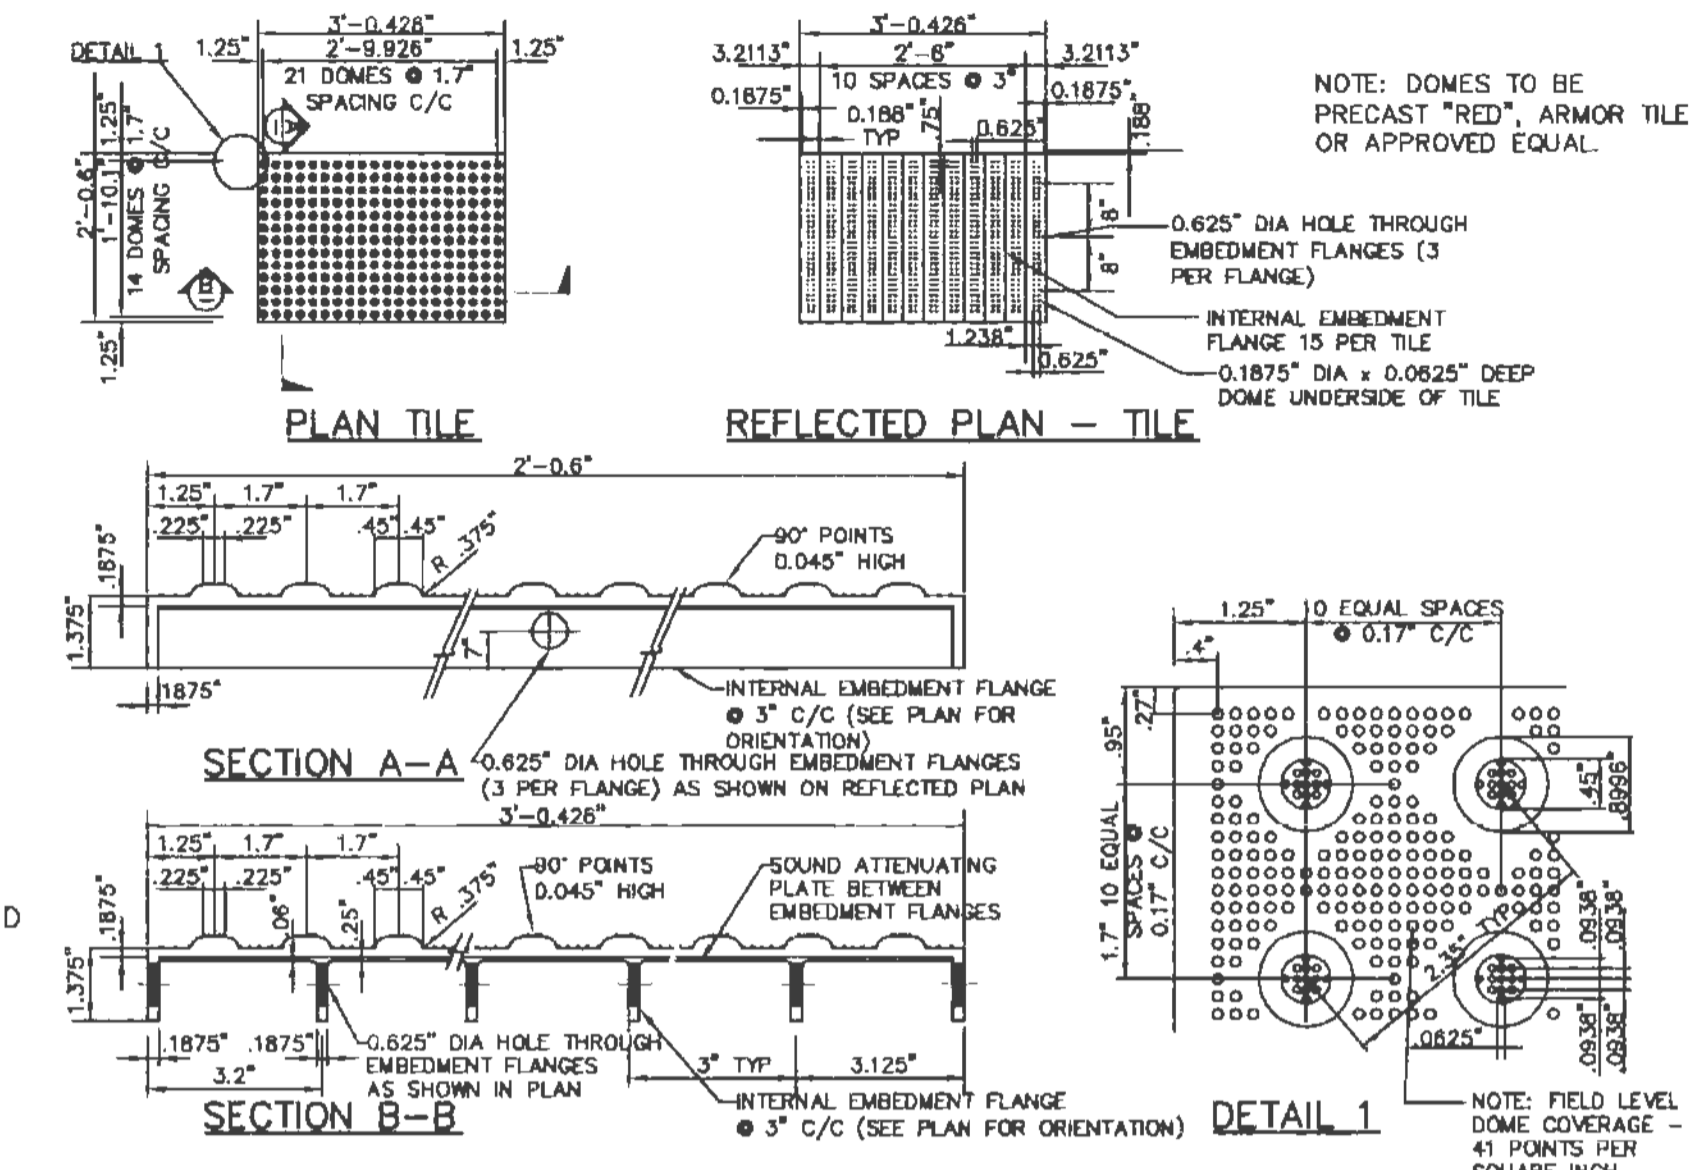 3'-0.426"
2'-9.926"
1.25"
1.25"
DETAIL 1
21 DOMES @ 1.7"
SPACING C/C
1.25"
2'-0.6"
1'-10.1"
14 DOMES @ 1.7"
SPACING C/C
A
B
1.25"
PLAN TILE
3'-0.426"
3.2113"
2'-6"
3.2113"
10 SPACES @ 3"
0.1875"
0.1875"
0.188"
TYP
.75"
0.625"
.188"
8"
8"
1.238"
0.625"
REFLECTED PLAN - TILE
NOTE: DOMES TO BE
PRECAST "RED", ARMOR TILE
OR APPROVED EQUAL.
0.625" DIA HOLE THROUGH
EMBEDMENT FLANGES (3
PER FLANGE)
INTERNAL EMBEDMENT
FLANGE 15 PER TILE
0.1875" DIA x 0.0625" DEEP
DOME UNDERSIDE OF TILE
2'-0.6"
1.25"
1.7"
1.7"
.225"
.225"
.45"
.45"
R .375"
.1875"
1.375"
.1875"
90° POINTS
0.045" HIGH
.7"
INTERNAL EMBEDMENT FLANGE
@ 3" C/C (SEE PLAN FOR
ORIENTATION)
SECTION A-A
0.625" DIA HOLE THROUGH EMBEDMENT FLANGES
(3 PER FLANGE) AS SHOWN ON REFLECTED PLAN
3'-0.426"
1.25"
1.7"
1.7"
.225"
.225"
.45"
.45"
R .375"
.1875"
.06"
.25"
1.375"
90° POINTS
0.045" HIGH
SOUND ATTENUATING
PLATE BETWEEN
EMBEDMENT FLANGES
D
.1875"
.1875"
3.2"
0.625" DIA HOLE THROUGH
EMBEDMENT FLANGES
AS SHOWN IN PLAN
3" TYP
3.125"
INTERNAL EMBEDMENT FLANGE
@ 3" C/C (SEE PLAN FOR ORIENTATION)
SECTION B-B
1.25"
10 EQUAL SPACES
@ 0.17" C/C
.4"
.27"
.95"
1.7" 10 EQUAL
SPACES @
0.17" C/C
.45"
.8996"
2.35" TYP
.0938"
.0938"
.0938"
.0938"
.0625"
DETAIL 1
NOTE: FIELD LEVEL
DOME COVERAGE -
41 POINTS PER
SQUARE INCH